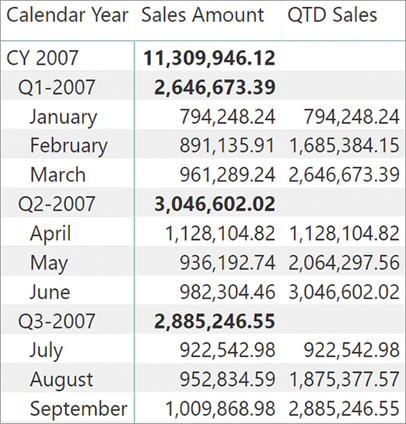 Calendar Year Sales Amount QTD Sales
CY 2007 11,309,946.12
Q1-2007 2,646,673.39
January 794,248.24 794,248.24
February 891,135.91 1,685,384.15
March 961,289.24 2,646,673.39
Q2-2007 3,046,602.02
April 1,128,104.82 1,128,104.82
May 936,192.74 2,064,297.56
June 982,304.46 3,046,602.02
Q3-2007 2,885,246.55
July 922,542.98 922,542.98
August 952,834.59 1,875,377.57
September 1,009,868.98 2,885,246.55